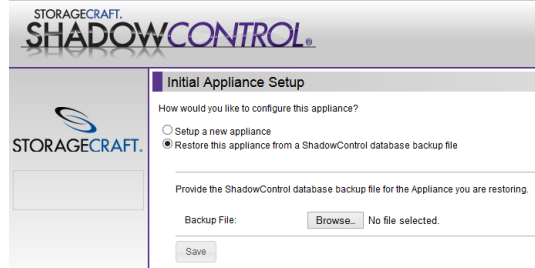 STORAGECRAFT.
SHADOWCONTROL®
Initial Appliance Setup
How would you like to configure this appliance?
Setup a new appliance
Restore this appliance from a ShadowControl database backup file
STORAGECRAFT.
Provide the ShadowControl database backup file for the Appliance you are restoring.
Backup File: Browse... No file selected.
Save